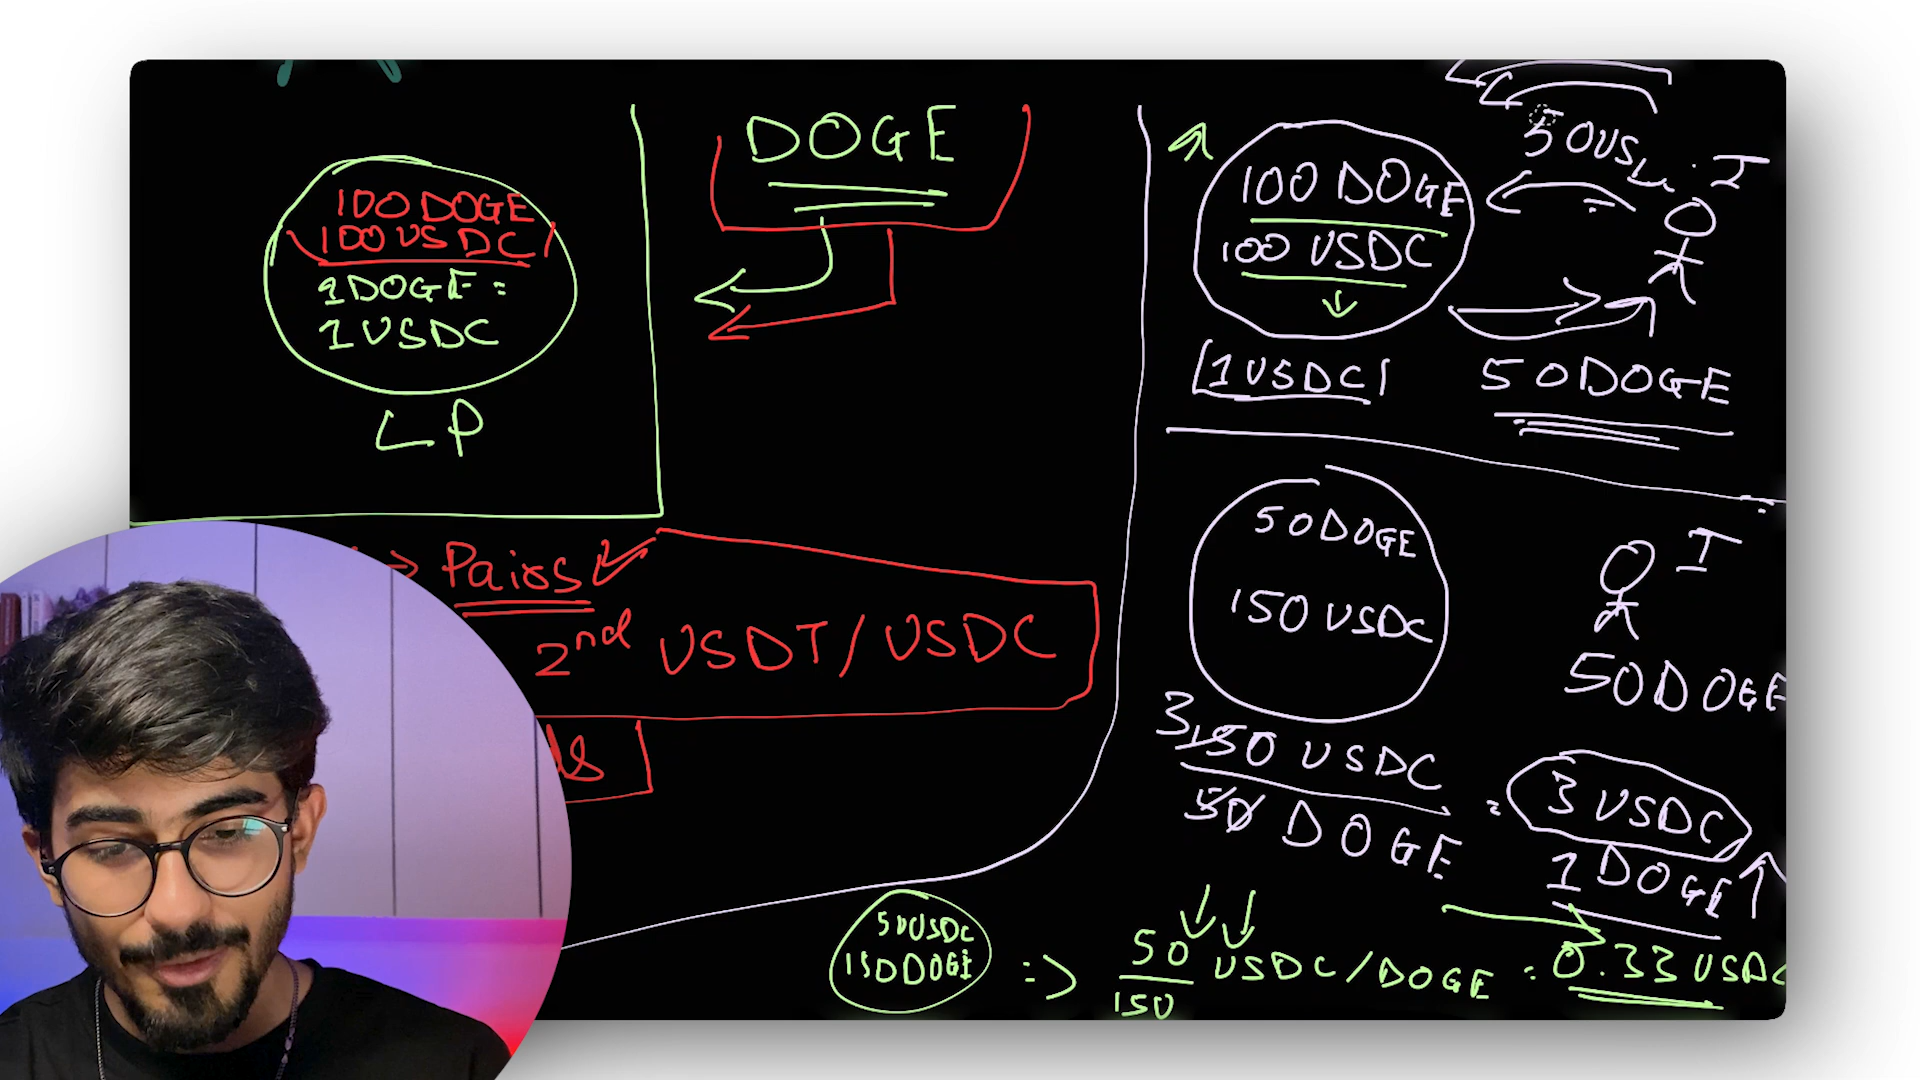 100 DOGE
100 USDC
1 DOGE =
1 USDC
LP
DOGE
Pairs
2nd USDT/USDC
50 US
I
100 DOGE
100 USDC
1 USDC
50 DOGE
50 DOGE
150 USDC
I
50 DOGE
3
150 USDC
50 DOGE
= 3 USDC
1 DOGE
50 USDC
150 DOGE
=> 50
150
USDC/DOGE = 0.33 USDC